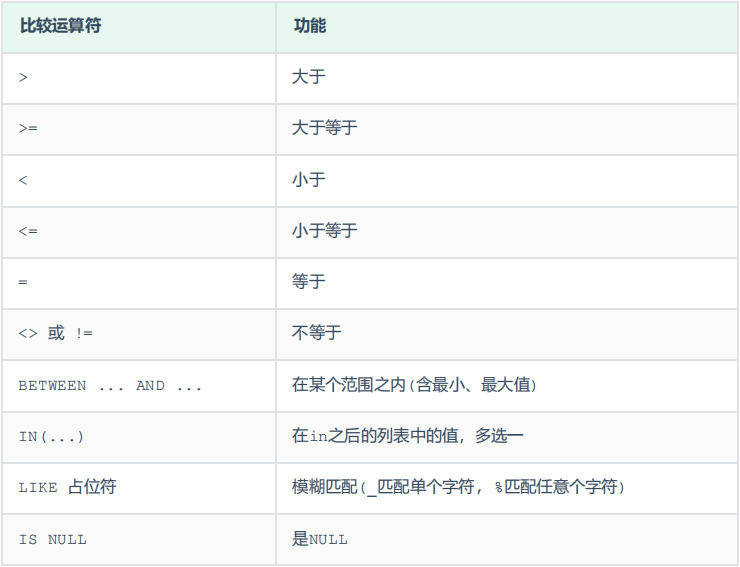 比较运算符 功能
> 大于
>= 大于等于
< 小于
<= 小于等于
= 等于
<> 或 != 不等于
BETWEEN ... AND ... 在某个范围之内(含最小、最大值)
IN(...) 在in之后的列表中的值，多选一
LIKE 占位符 模糊匹配(_匹配单个字符, %匹配任意个字符)
IS NULL 是NULL